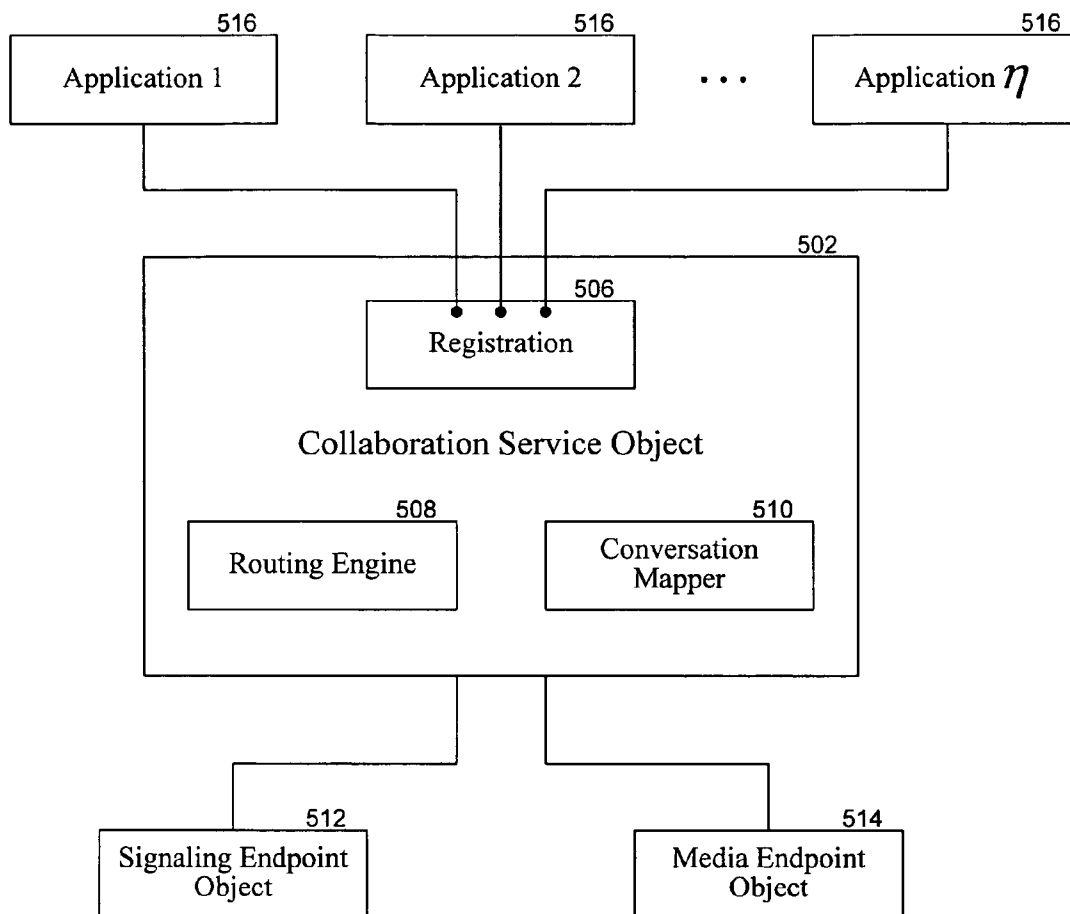 516
516
516
Application 1
Application 2
...
Application η
502
506
Registration
Collaboration Service Object
508
510
Routing Engine
Conversation
Mapper
512
514
Signaling Endpoint
Object
Media Endpoint
Object